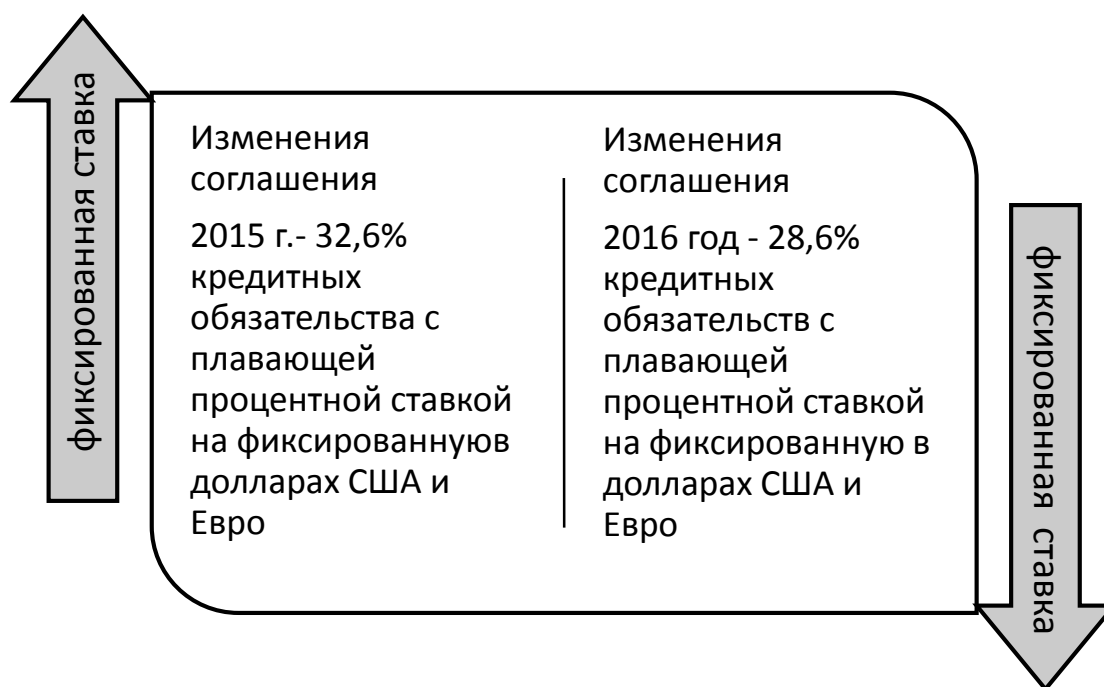 фиксированная ставка
Изменения
соглашения
2015 г.- 32,6%
кредитных
обязательства с
плавающей
процентной ставкой
на фиксированнуюв
долларах США и
Евро
Изменения
соглашения
2016 год - 28,6%
кредитных
обязательств с
плавающей
процентной ставкой
на фиксированную в
долларах США и
Евро
фиксированная ставка